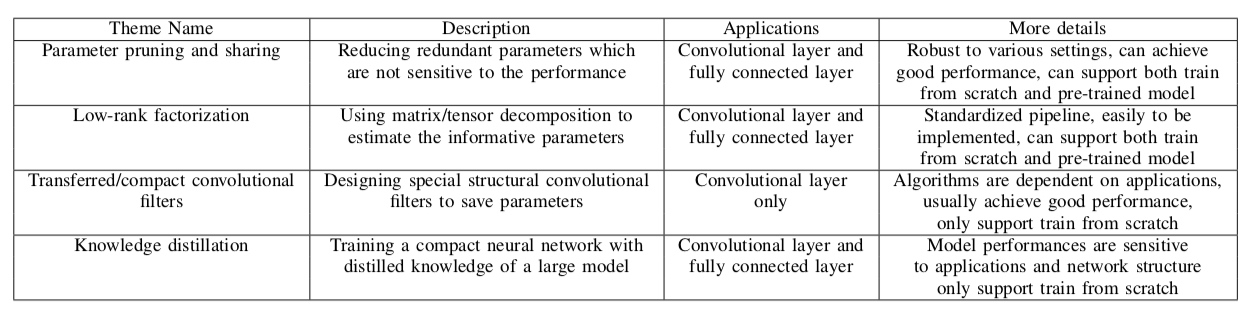 Theme Name Description Applications More details
Parameter pruning and sharing Reducing redundant parameters which Convolutional layer and Robust to various settings, can achieve
are not sensitive to the performance fully connected layer good performance, can support both train
from scratch and pre-trained model
Low-rank factorization Using matrix/tensor decomposition to Convolutional layer and Standardized pipeline, easily to be
estimate the informative parameters fully connected layer implemented, can support both train
from scratch and pre-trained model
Transferred/compact convolutional Designing special structural convolutional Convolutional layer Algorithms are dependent on applications,
filters filters to save parameters only usually achieve good performance,
only support train from scratch
Knowledge distillation Training a compact neural network with Convolutional layer and Model performances are sensitive
distilled knowledge of a large model fully connected layer to applications and network structure
only support train from scratch